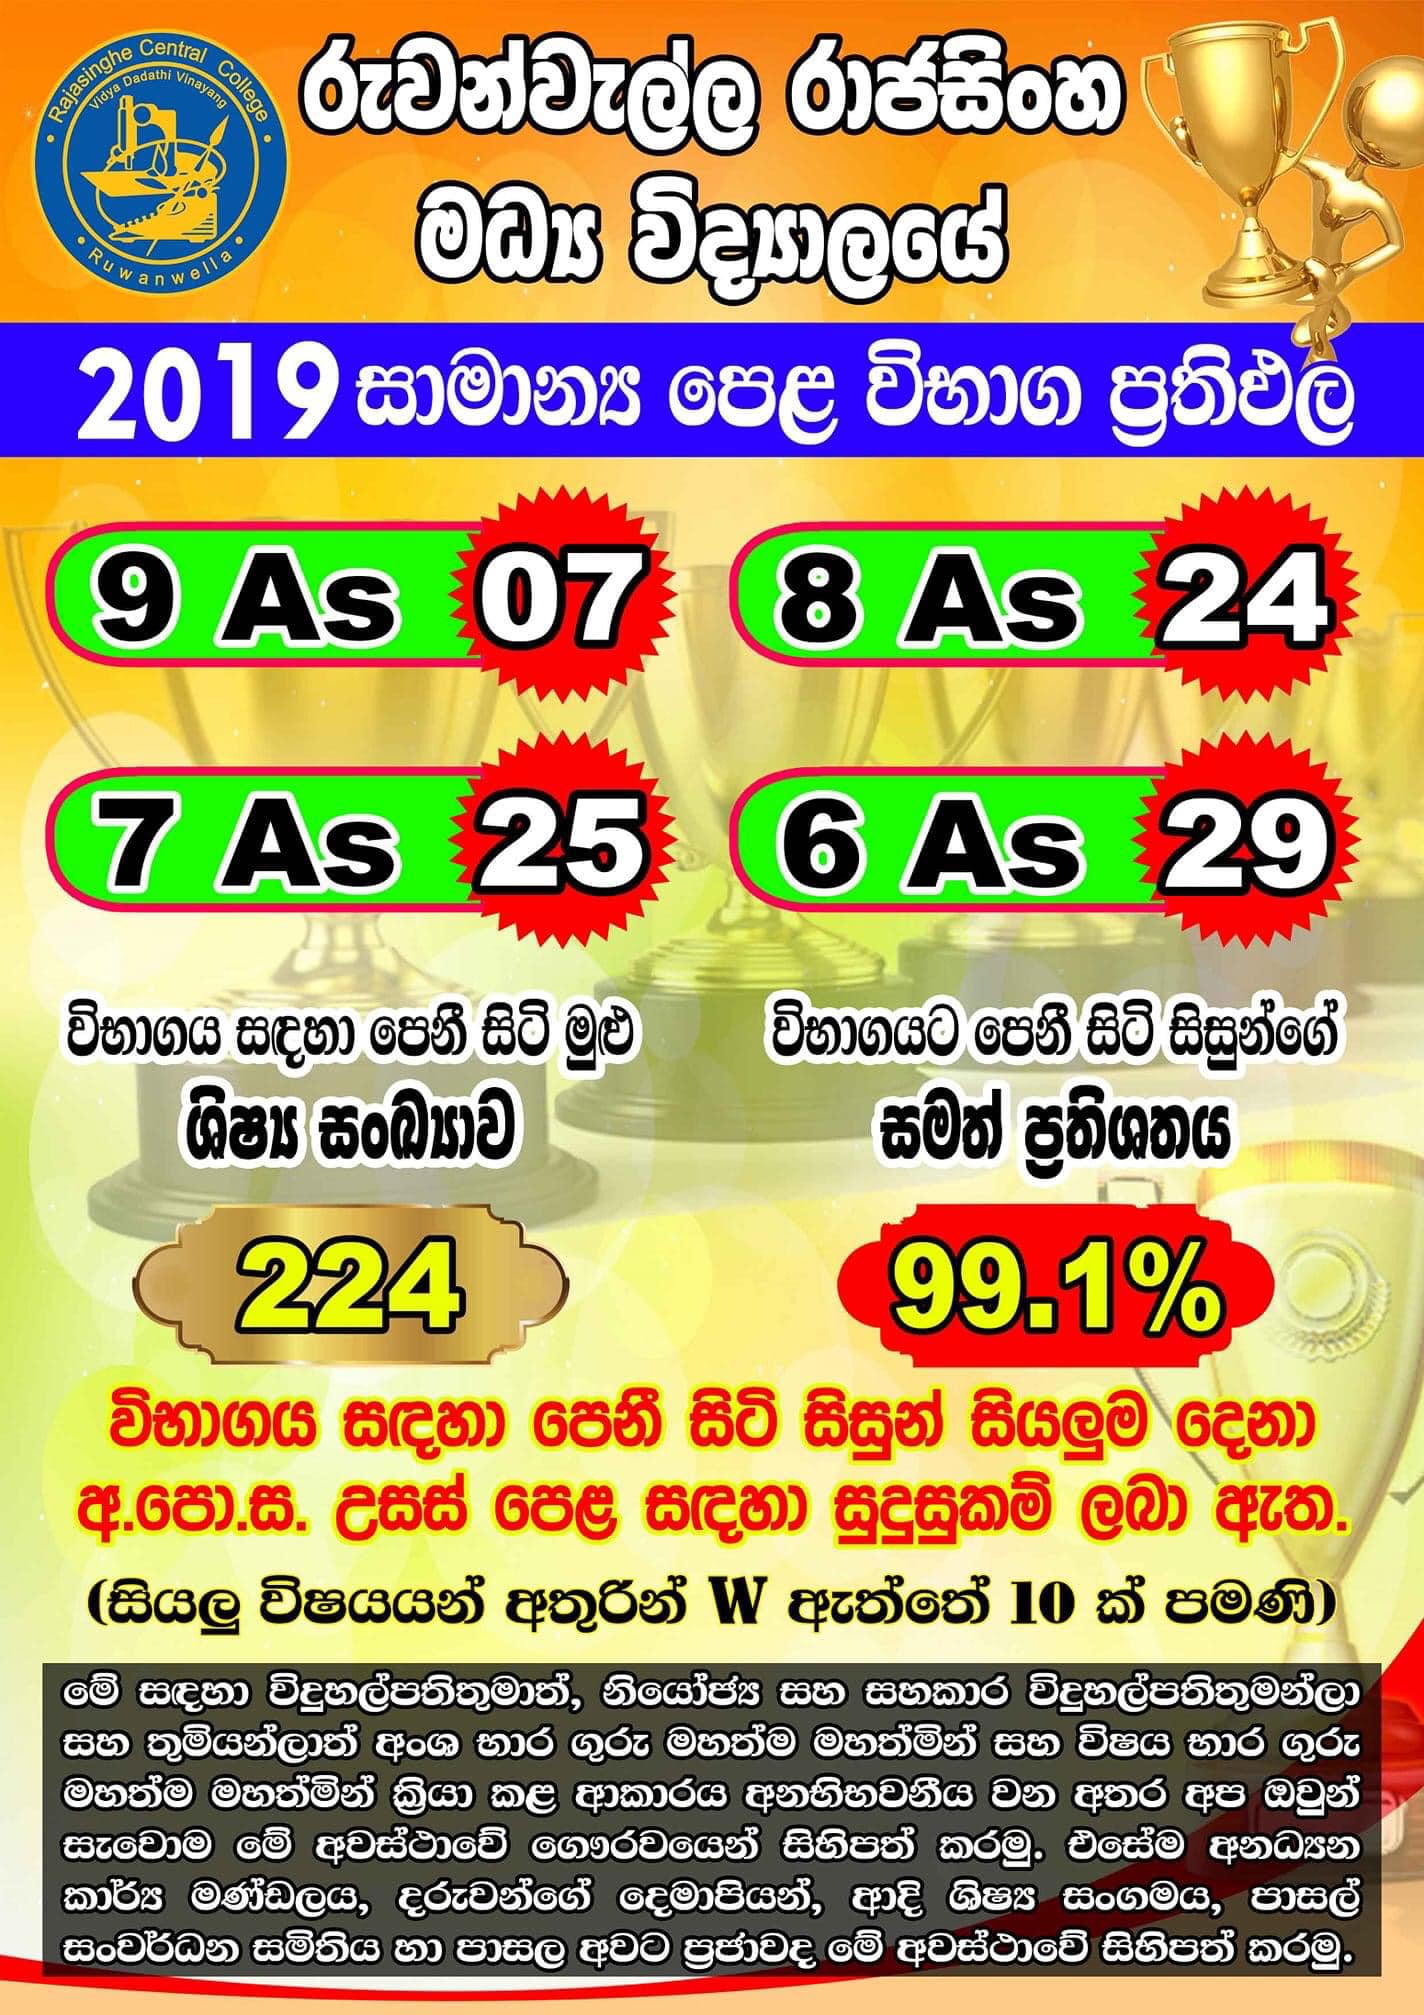 Rajasinghe Central College
Vidya Dadathi Vinayang
Ruwanwella
රුවන්වැල්ල රාජසිංහ
මධ්‍ය විද්‍යාලයේ
2019 සාමාන්‍ය පෙළ විභාග ප්‍රතිඵල
9 As 07
8 As 24
7 As 25
6 As 29
විභාගය සඳහා පෙනී සිටි මුළු
ශිෂ්‍ය සංඛ්‍යාව
224
විභාගයට පෙනී සිටි සිසුන්ගේ
සමත් ප්‍රතිශතය
99.1%
විභාගය සඳහා පෙනී සිටි සිසුන් සියලුම දෙනා
අ.පො.ස. උසස් පෙළ සඳහා සුදුසුකම් ලබා ඇත.
(සියලු විෂයයන් අතුරින් W ඇත්තේ 10 ක් පමණි)
මේ සඳහා විදුහල්පතිතුමාත්, නියෝජ්‍ය සහ සහකාර විදුහල්පතිතුමන්ලා
සහ තුමියන්ලාත් අංශ භාර ගුරු මහත්ම මහත්මීන් සහ විෂය භාර ගුරු
මහත්ම මහත්මීන් ක්‍රියා කළ ආකාරය අනභිභවනීය වන අතර අප ඔවුන්
සැවොම මේ අවස්ථාවේ ගෞරවයෙන් සිහිපත් කරමු. එසේම අනධ්‍යන
කාර්ය මණ්ඩලය, දරුවන්ගේ දෙමාපියන්, ආදි ශිෂ්‍ය සංගමය, පාසල්
සංවර්ධන සමිතිය හා පාසල අවට ප්‍රජාවද මේ අවස්ථාවේ සිහිපත් කරමු.